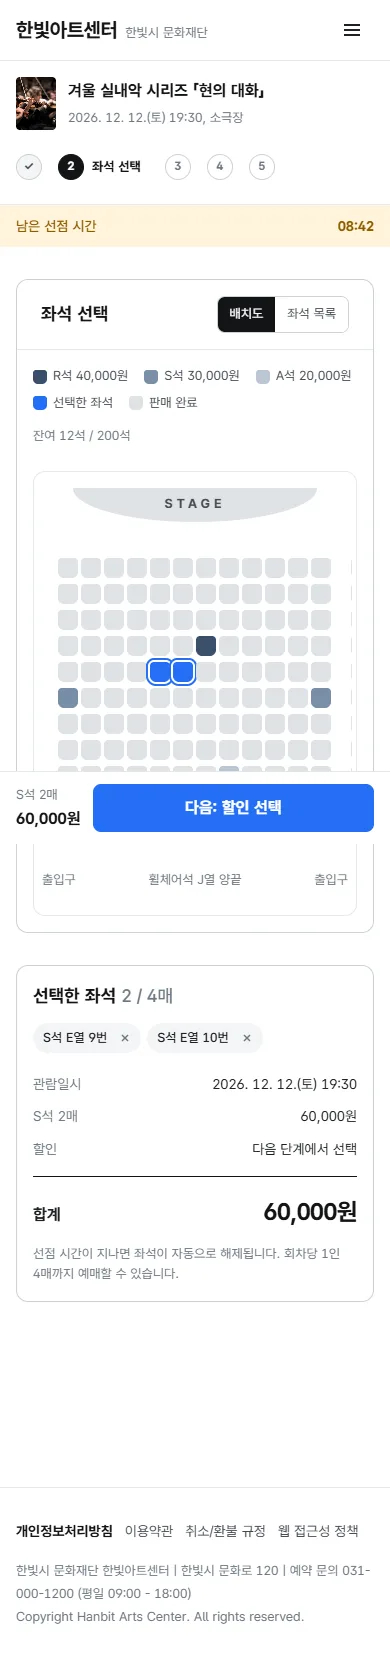 한빛아트센터 한빛시 문화재단
겨울 실내악 시리즈 「현의 대화」
2026. 12. 12.(토) 19:30, 소극장
✓ 2 좌석 선택 3 4 5
남은 선점 시간 08:42
좌석 선택 배치도 좌석 목록
R석 40,000원 S석 30,000원 A석 20,000원
선택한 좌석 판매 완료
잔여 12석 / 200석
STAGE
S석 2매
60,000원
다음: 할인 선택
출입구 휠체어석 J열 양끝 출입구
선택한 좌석 2 / 4매
S석 E열 9번 × S석 E열 10번 ×
관람일시 2026. 12. 12.(토) 19:30
S석 2매 60,000원
할인 다음 단계에서 선택
합계 60,000원
선점 시간이 지나면 좌석이 자동으로 해제됩니다. 회차당 1인
4매까지 예매할 수 있습니다.
개인정보처리방침 이용약관 취소/환불 규정 웹 접근성 정책
한빛시 문화재단 한빛아트센터 | 한빛시 문화로 120 | 예약 문의 031-
000-1200 (평일 09:00 - 18:00)
Copyright Hanbit Arts Center. All rights reserved.